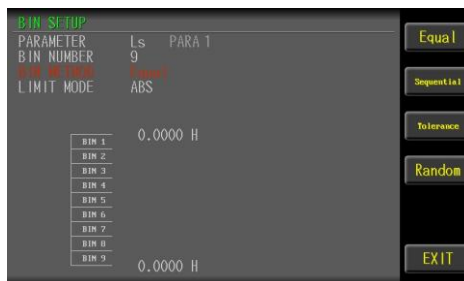 BIN SETUP
PARAMETER Ls PARA 1
BIN NUMBER 9
BIN METHOD Equal
LIMIT MODE ABS
0.0000 H
BIN 1
BIN 2
BIN 3
BIN 4
BIN 5
BIN 6
BIN 7
BIN 8
BIN 9
0.0000 H
Equal
Sequential
Tolerance
Random
EXIT